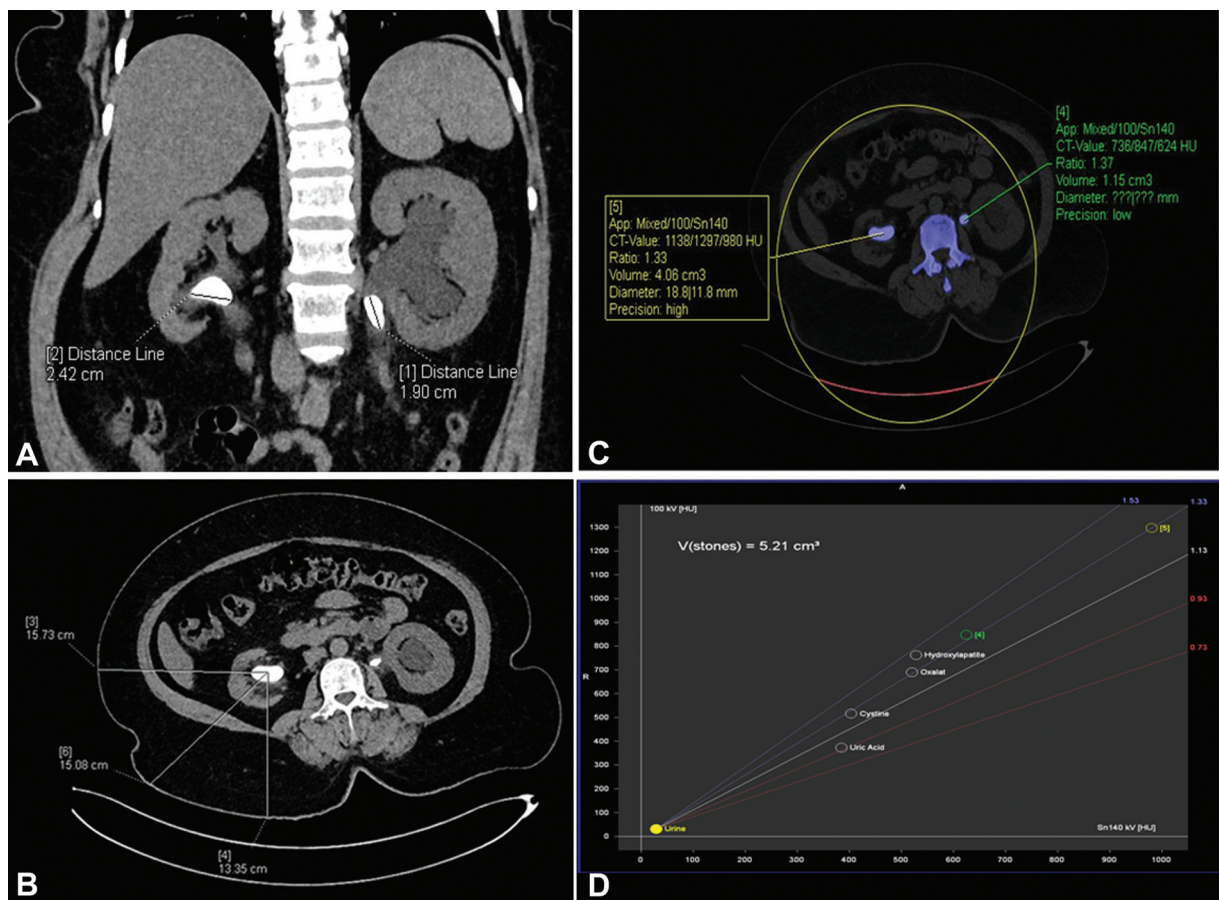 A
[2] Distance Line
2.42 cm
[1] Distance Line
1.90 cm
C
[4]
App: Mixed/100/Sn140
CT-Value: 736/847/624 HU
Ratio: 1.37
Volume: 1.15 cm3
Diameter: ???|??? mm
Precision: low
[5]
App: Mixed/100/Sn140
CT-Value: 1138/1297/980 HU
Ratio: 1.33
Volume: 4.06 cm3
Diameter: 18.8|11.8 mm
Precision: high
B
[3]
15.73 cm
[6]
15.08 cm
[4]
13.35 cm
D
A
100 kV [HU]
1.53
1.33
[5]
V(stones) = 5.21 cm³
1.13
0.93
0.73
R
1300
1200
1100
1000
900
800
700
600
500
400
300
200
100
0
[4]
Hydroxylapatite
Oxalat
Cystine
Uric Acid
Urine
Sn140 kV [HU]
0
100
200
300
400
500
600
700
800
900
1000